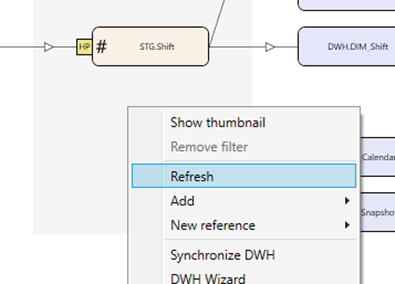 HP # STG.Shift
DWH.DIM_Shift
Show thumbnail
Remove filter
Calendar
Refresh
Add
Snapshot
New reference
Synchronize DWH
DWH Wizard